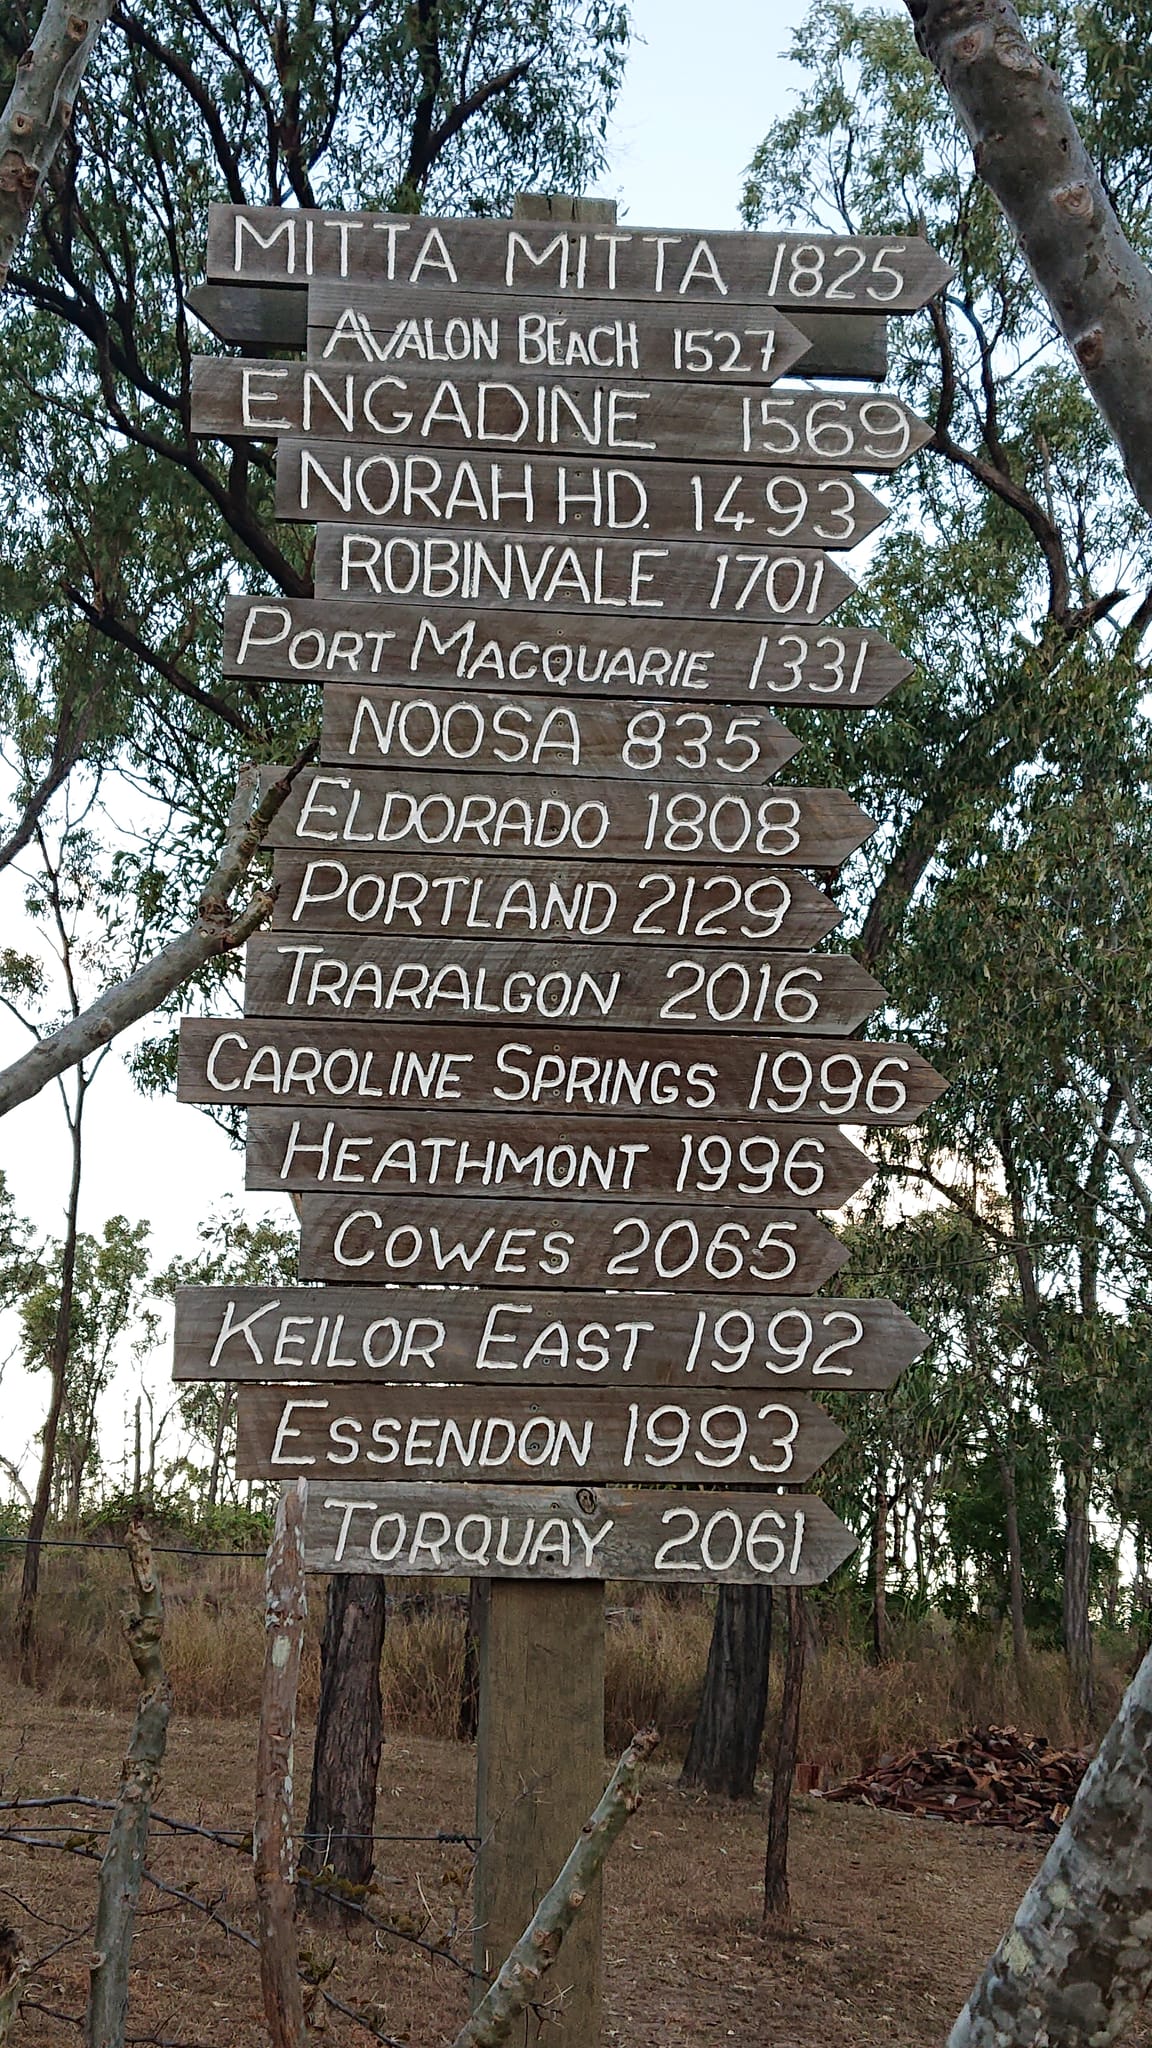 MITTA MITTA 1825
AVALON BEACH 1527
ENGADINE 1569
NORAH HD. 1493
ROBINVALE 1701
PORT MACQUARIE 1331
NOOSA 835
ELDORADO 1808
PORTLAND 2129
TRARALGON 2016
CAROLINE SPRINGS 1996
HEATHMONT 1996
COWES 2065
KEILOR EAST 1992
ESSENDON 1993
TORQUAY 2061